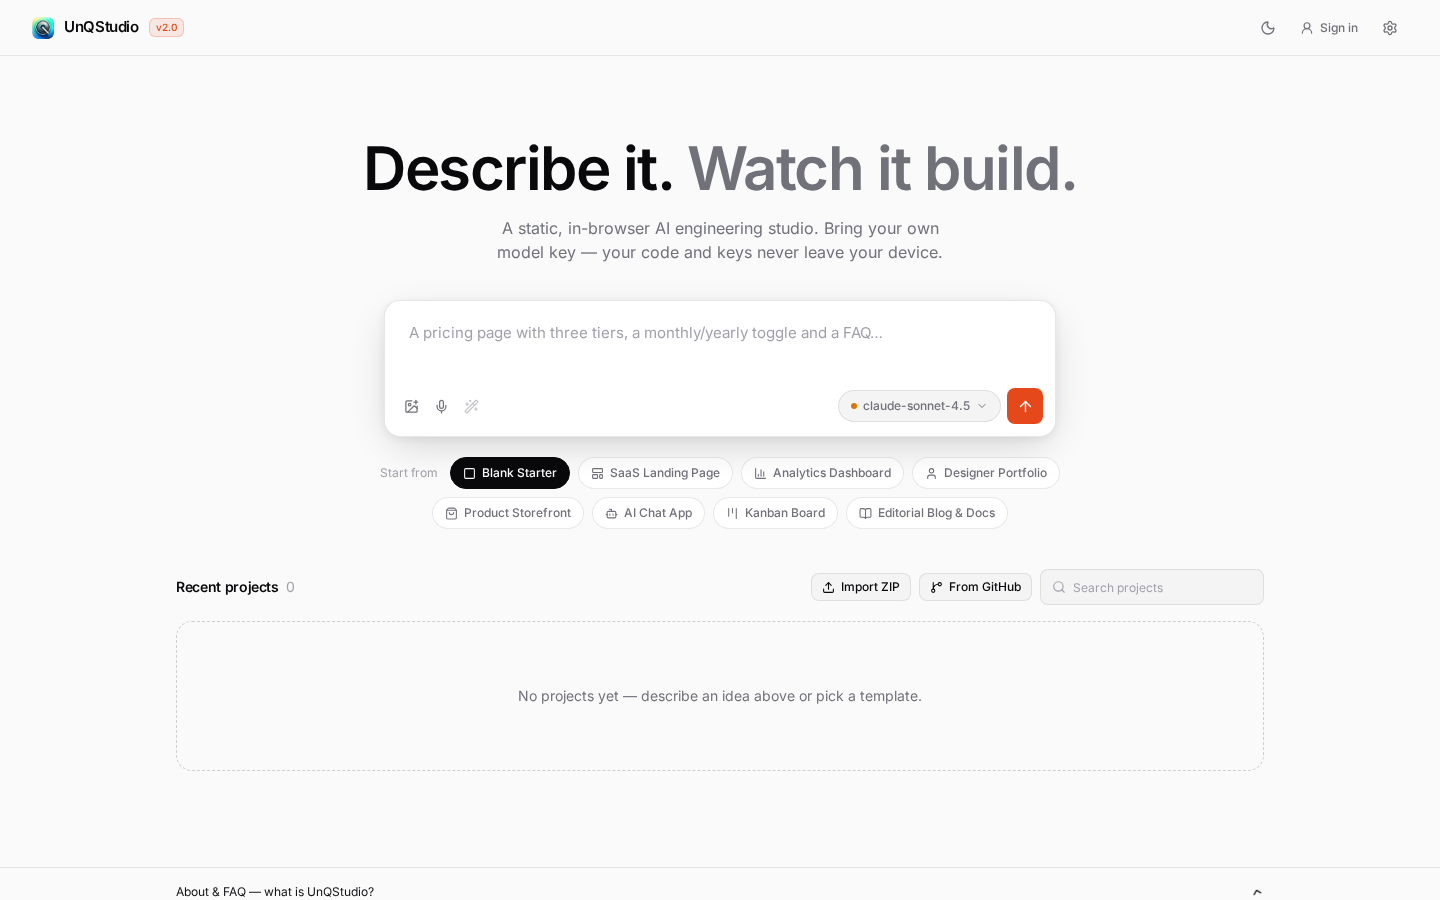 UnQStudio v2.0
Sign in
Describe it. Watch it build.
A static, in-browser AI engineering studio. Bring your own
model key — your code and keys never leave your device.
A pricing page with three tiers, a monthly/yearly toggle and a FAQ...
claude-sonnet-4.5
Start from Blank Starter SaaS Landing Page Analytics Dashboard Designer Portfolio
Product Storefront AI Chat App Kanban Board Editorial Blog & Docs
Recent projects 0 Import ZIP From GitHub Search projects
No projects yet — describe an idea above or pick a template.
About & FAQ — what is UnQStudio?